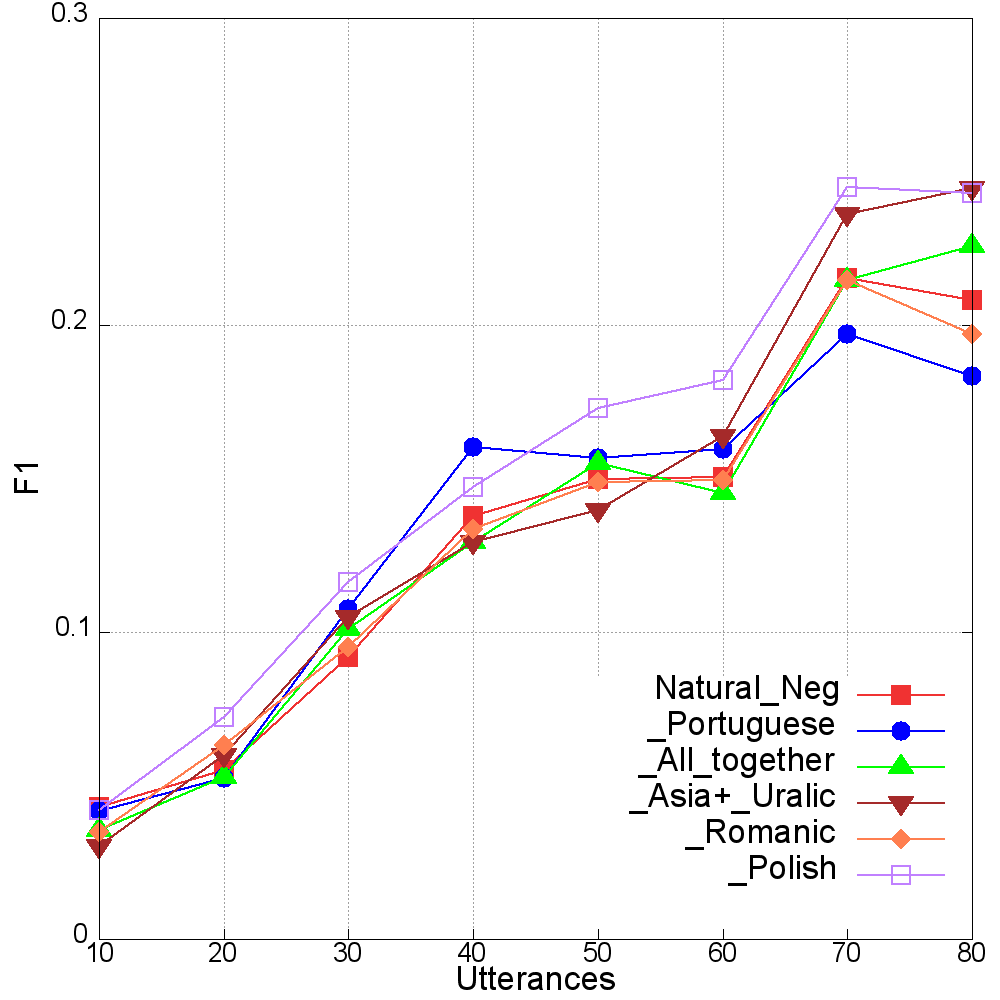 0.3
F1
0.2
0.1
Natural_Neg
_Portuguese
_All_together
_Asia+_Uralic
_Romanic
_Polish
0
10 20 30 40 50 60 70 80
Utterances